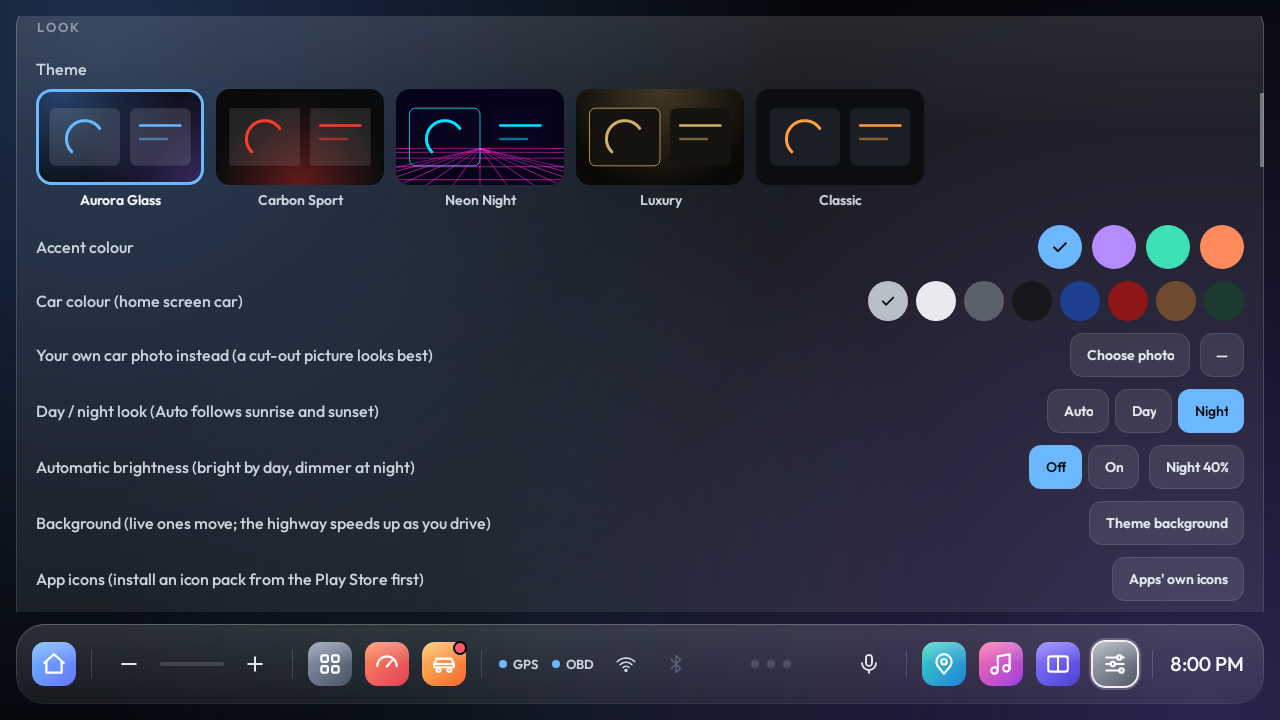 LOOK
Theme
Aurora Glass
Carbon Sport
Neon Night
Luxury
Classic
Accent colour
Car colour (home screen car)
Your own car photo instead (a cut-out picture looks best)
Choose photo
–
Day / night look (Auto follows sunrise and sunset)
Auto
Day
Night
Automatic brightness (bright by day, dimmer at night)
Off
On
Night 40%
Background (live ones move; the highway speeds up as you drive)
Theme background
App icons (install an icon pack from the Play Store first)
Apps' own icons
GPS
OBD
8:00 PM